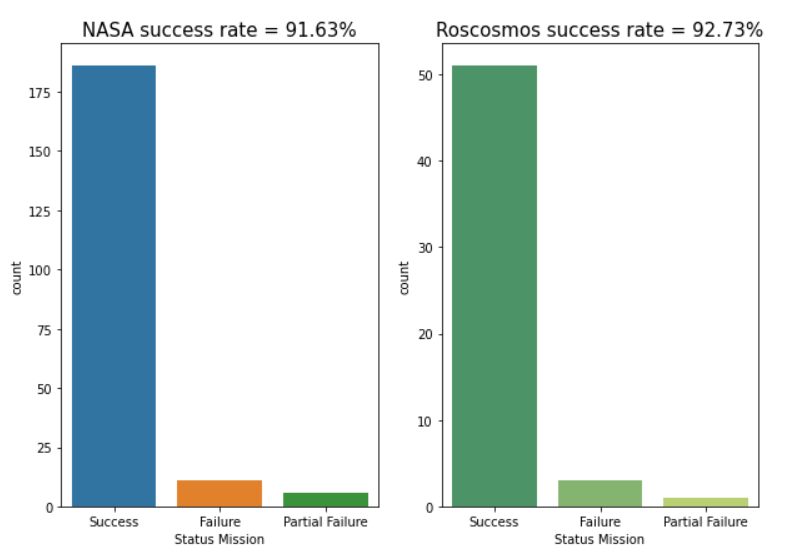 NASA success rate = 91.63%
175
150
125
100
75
50
25
0
count
Success Failure Partial Failure
Status Mission
Roscosmos success rate = 92.73%
50
40
30
20
10
0
count
Success Failure Partial Failure
Status Mission